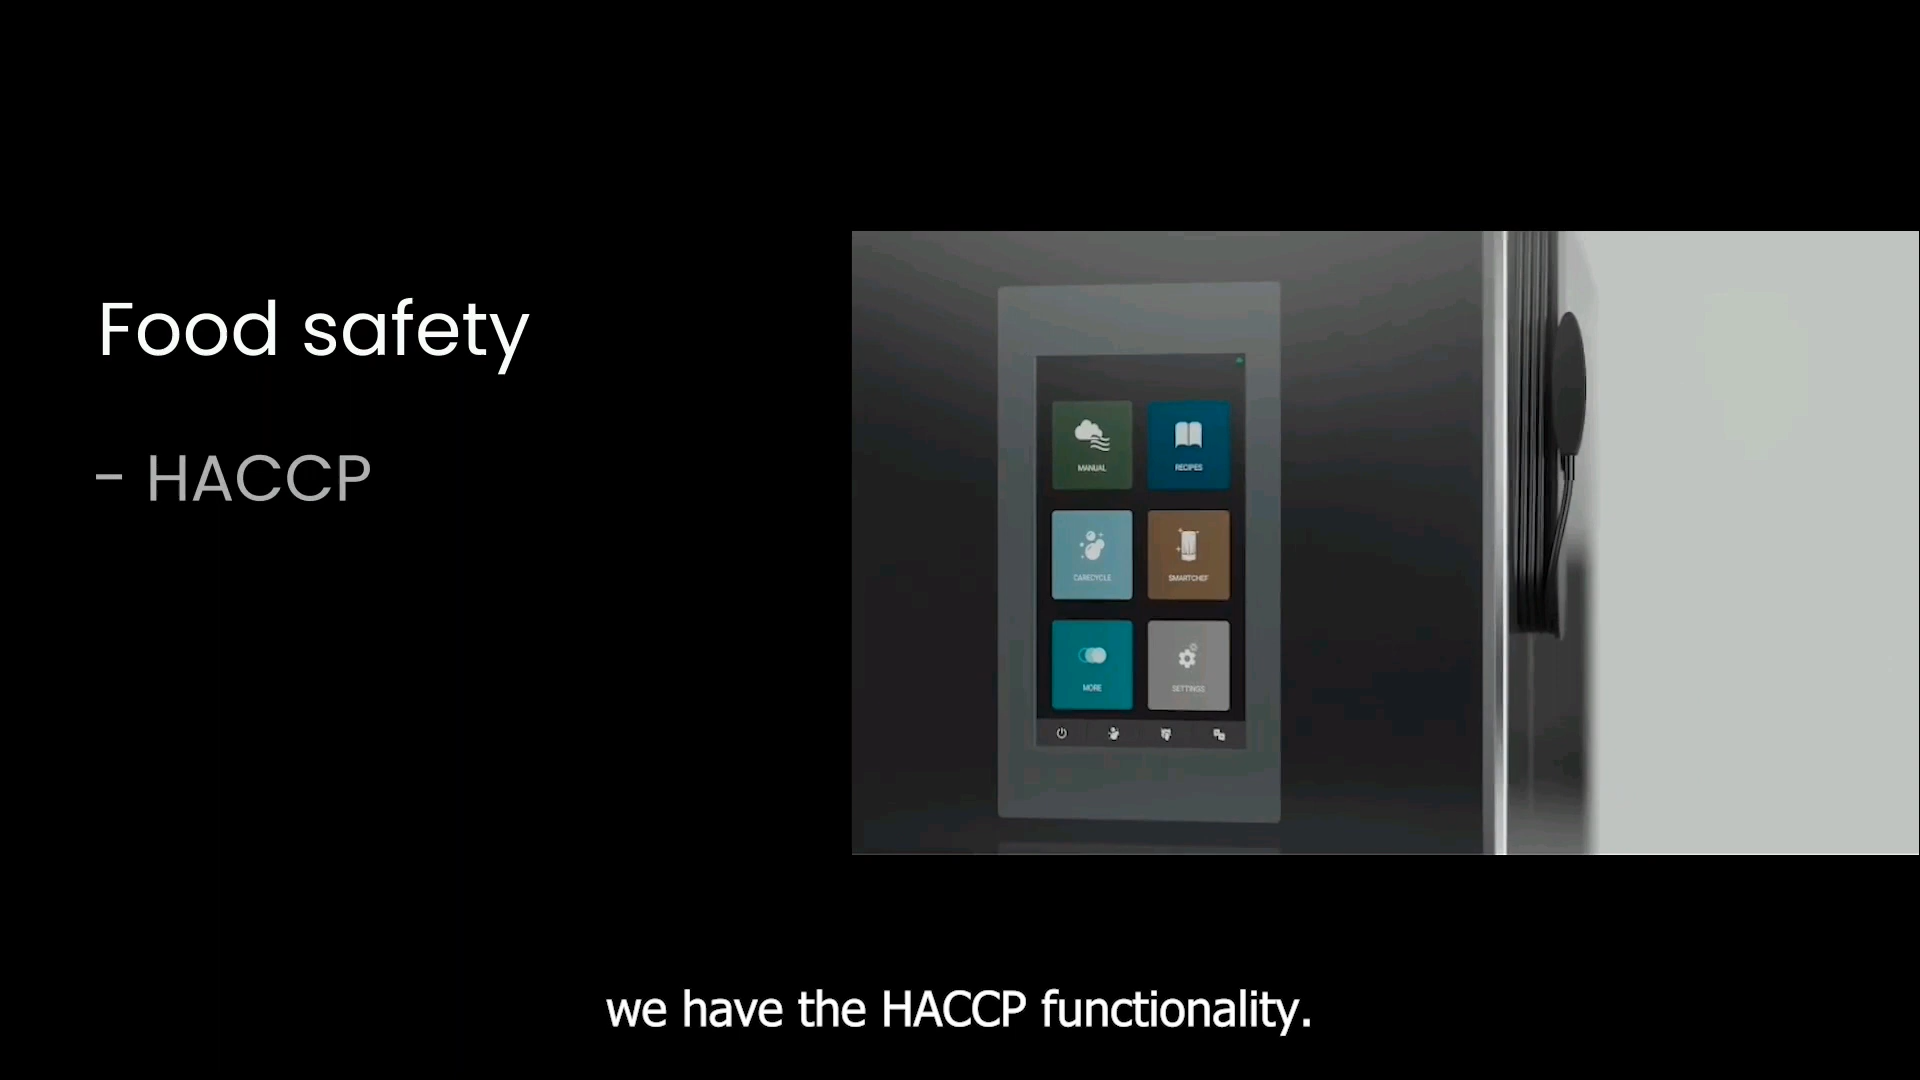 Food safety
- HACCP
MANUAL
RECIPES
CARECYCLE
SMARTCHEF
MORE
SETTINGS
we have the HACCP functionality.